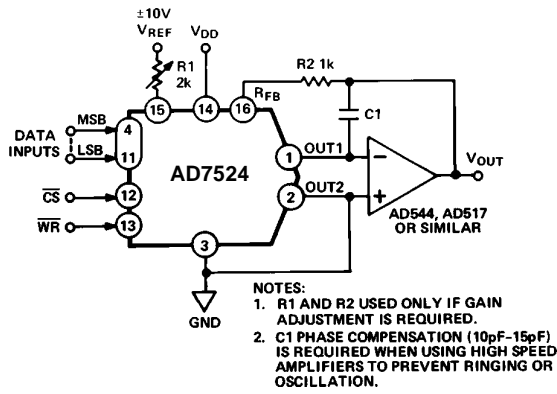 ±10V
VREF
VDD
R1
2k
R2 1k
15
14
16
RFB
C1
MSB
DATA
INPUTS
LSB
4
11
1
OUT1
−
AD7524
VOUT
2
OUT2
+
CS
12
AD544, AD517
OR SIMILAR
WR
13
3
GND
NOTES:
1. R1 AND R2 USED ONLY IF GAIN
ADJUSTMENT IS REQUIRED.
2. C1 PHASE COMPENSATION (10pF–15pF)
IS REQUIRED WHEN USING HIGH SPEED
AMPLIFIERS TO PREVENT RINGING OR
OSCILLATION.